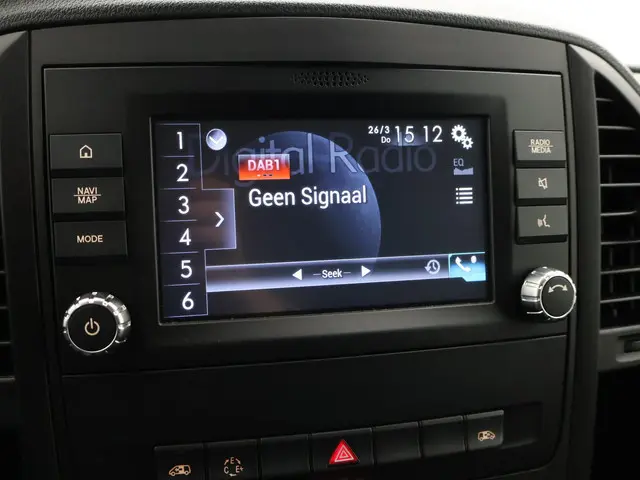 1
26/3
Do
15 12
Digital Radio
RADIO
MEDIA
2
DAB1
EQ
NAVI
MAP
3
Geen Signaal
MODE
4
5
Seek
6
C
E E+